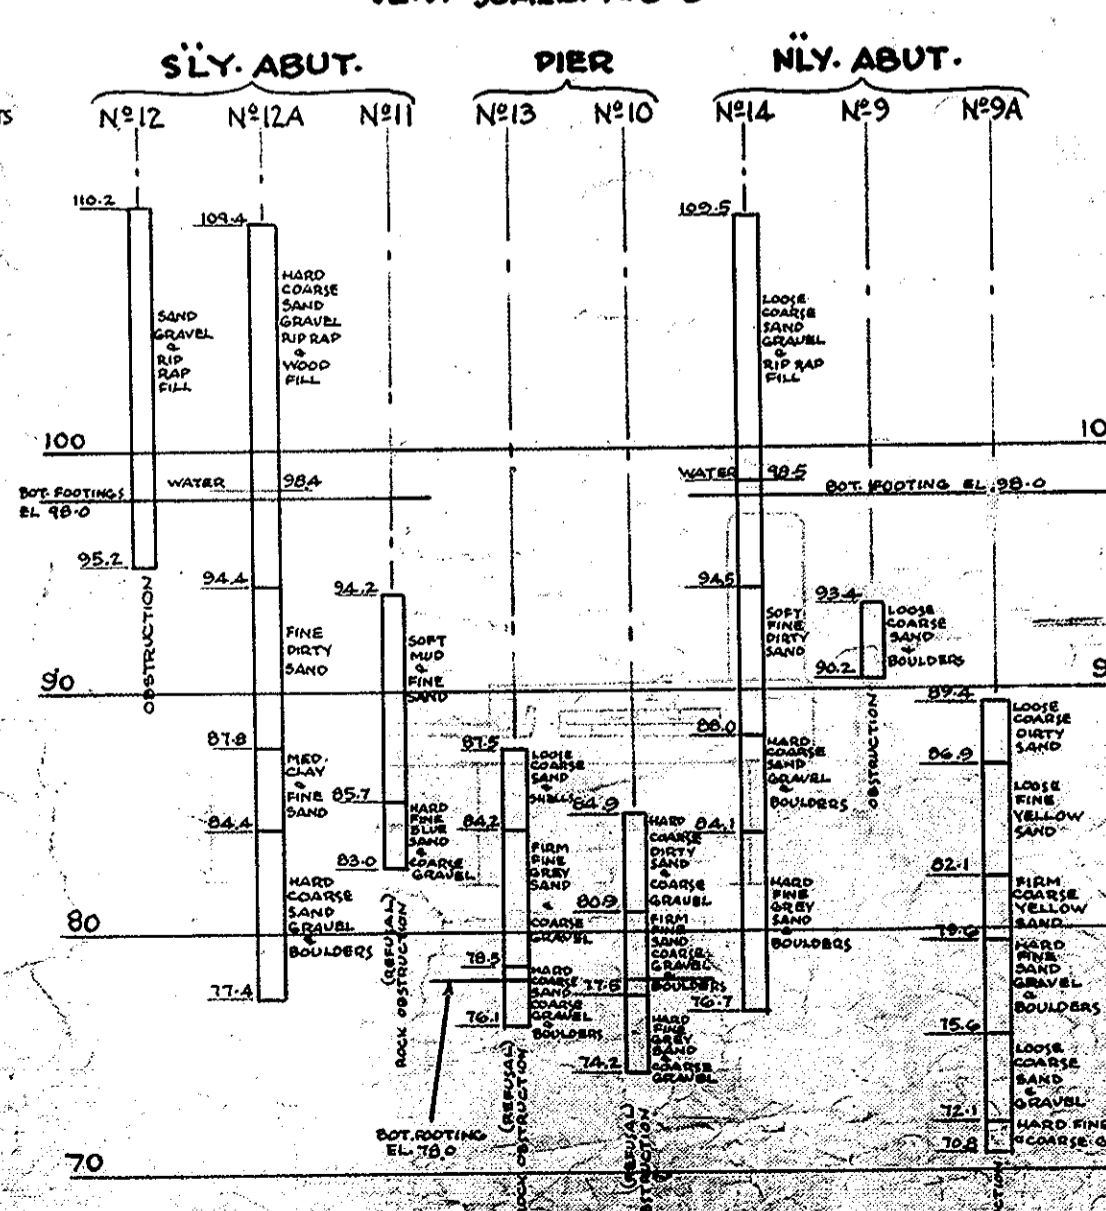 S'LY. ABUT.
PIER
N'LY. ABUT.
Nº12
Nº12A
Nº11
Nº13
Nº10
Nº14
Nº9
Nº9A
110.2
SAND
GRAVEL
&
RIP
RAP
FILL
95.2
OBSTRUCTION
109.4
HARD
COARSE
SAND
GRAVEL
RIP RAP
&
WOOD
FILL
WATER 98.4
94.4
FINE
DIRTY
SAND
87.8
MED.
CLAY
&
FINE
SAND
84.4
HARD
COARSE
SAND
GRAVEL
&
BOULDERS
77.4
94.2
SOFT
MUD
&
FINE
SAND
85.7
HARD
FINE
BLUE
SAND
&
COARSE
GRAVEL
83.0
(REFUSAL)
ROCK OBSTRUCTION
87.5
LOOSE
COARSE
SAND
&
SHELLS
84.2
FIRM
FINE
GREY
SAND
&
COARSE
GRAVEL
78.5
HARD
COARSE
SAND
COARSE
GRAVEL
&
BOULDERS
76.1
(REFUSAL)
OCK OBSTRUCTION
84.9
HARD
COARSE
DIRTY
SAND
&
COARSE
GRAVEL
80.9
FIRM
FINE
SAND
COARSE
GRAVEL
&
BOULDERS
77.5
HARD
FINE
GREY
SAND
&
COARSE
GRAVEL
74.2
(REFUSAL)
BSTRUCTION
109.5
LOOSE
COARSE
SAND
GRAVEL
&
RIP RAP
FILL
WATER 98.5
94.5
SOFT
FINE
DIRTY
SAND
88.0
HARD
COARSE
SAND
GRAVEL
&
BOULDERS
84.1
HARD
FINE
GREY
SAND
&
BOULDERS
76.7
93.4
LOOSE
COARSE
SAND
&
BOULDERS
90.2
OBSTRUCTION
89.4
LOOSE
COARSE
DIRTY
SAND
86.9
LOOSE
FINE
YELLOW
SAND
82.1
FIRM
COARSE
YELLOW
SAND
79.6
HARD
FINE
SAND
GRAVEL
&
BOULDERS
75.6
LOOSE
COARSE
SAND
&
GRAVEL
72.1
HARD FINE
& COARSE G
70.8
CTION
100
10
BOT. FOOTINGS
EL 98.0
BOT. FOOTING EL. 98.0
90
9
80
BOT. FOOTING
EL. 78.0
70